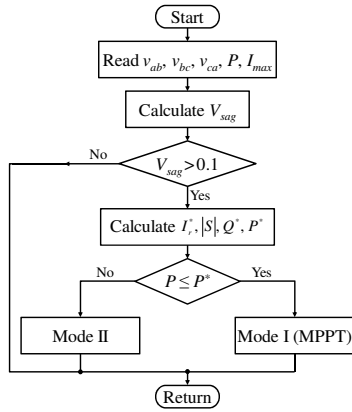 Start
Read v_ab, v_bc, v_ca, P, I_max
Calculate V_sag
No
V_sag>0.1
Yes
Calculate I_r^*, |S|, Q^*, P^*
No
P ≤ P^*
Yes
Mode II
Mode I (MPPT)
Return